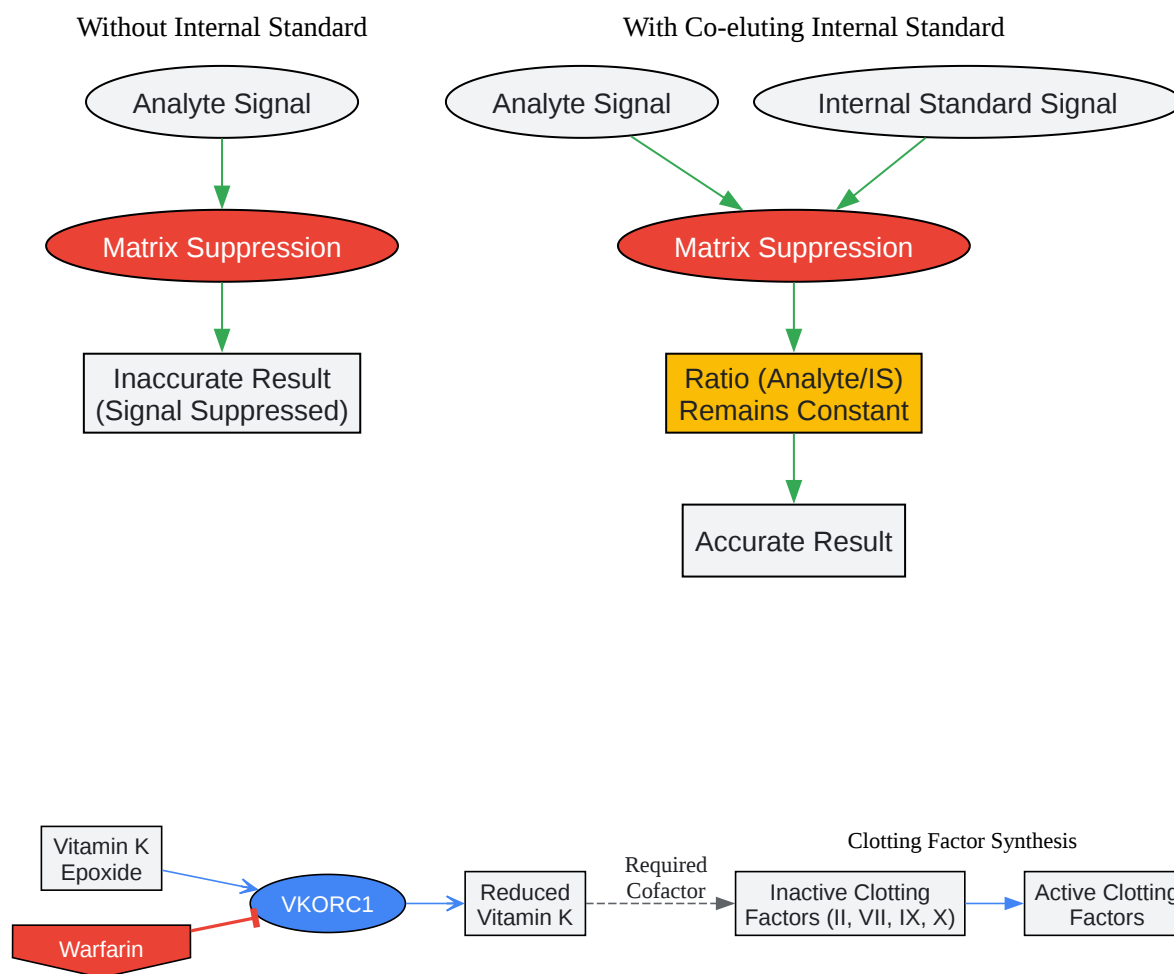 Without Internal Standard
Analyte Signal
Matrix Suppression
Inaccurate Result
(Signal Suppressed)
With Co-eluting Internal Standard
Analyte Signal
Internal Standard Signal
Matrix Suppression
Ratio (Analyte/IS)
Remains Constant
Accurate Result
Vitamin K
Epoxide
Warfarin
VKORC1
Reduced
Vitamin K
Required
Cofactor
Clotting Factor Synthesis
Inactive Clotting
Factors (II, VII, IX, X)
Active Clotting
Factors